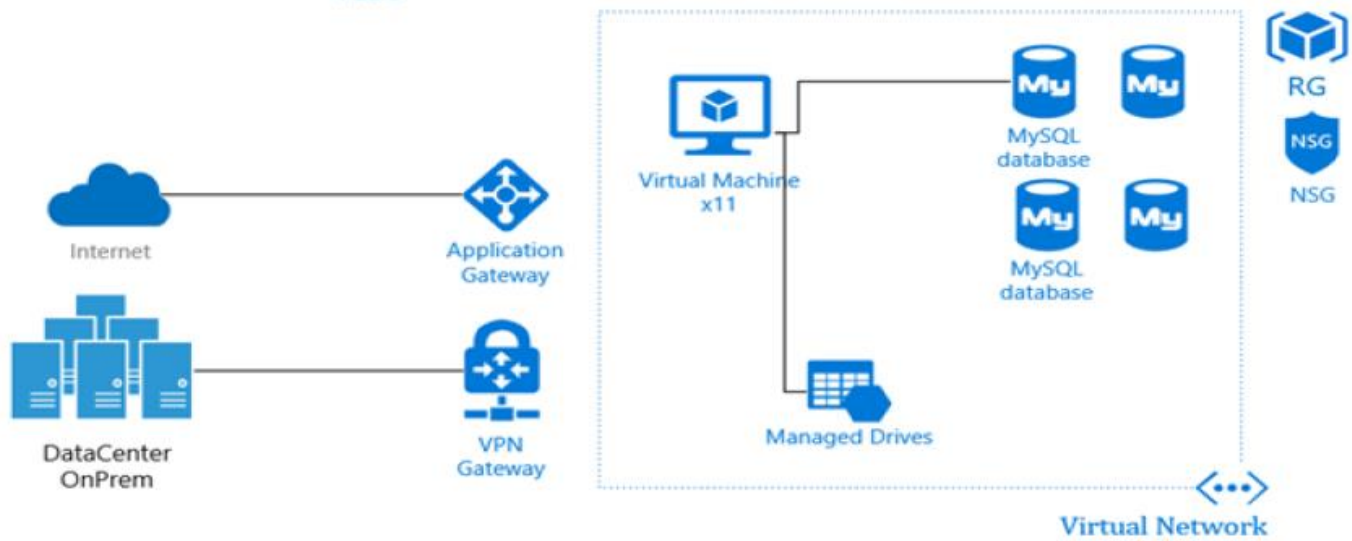 My
My
RG
MySQL
database
NSG
Virtual Machine
x11
NSG
My
My
Internet
Application
Gateway
MySQL
database
DataCenter
OnPrem
VPN
Gateway
Managed Drives
Virtual Network